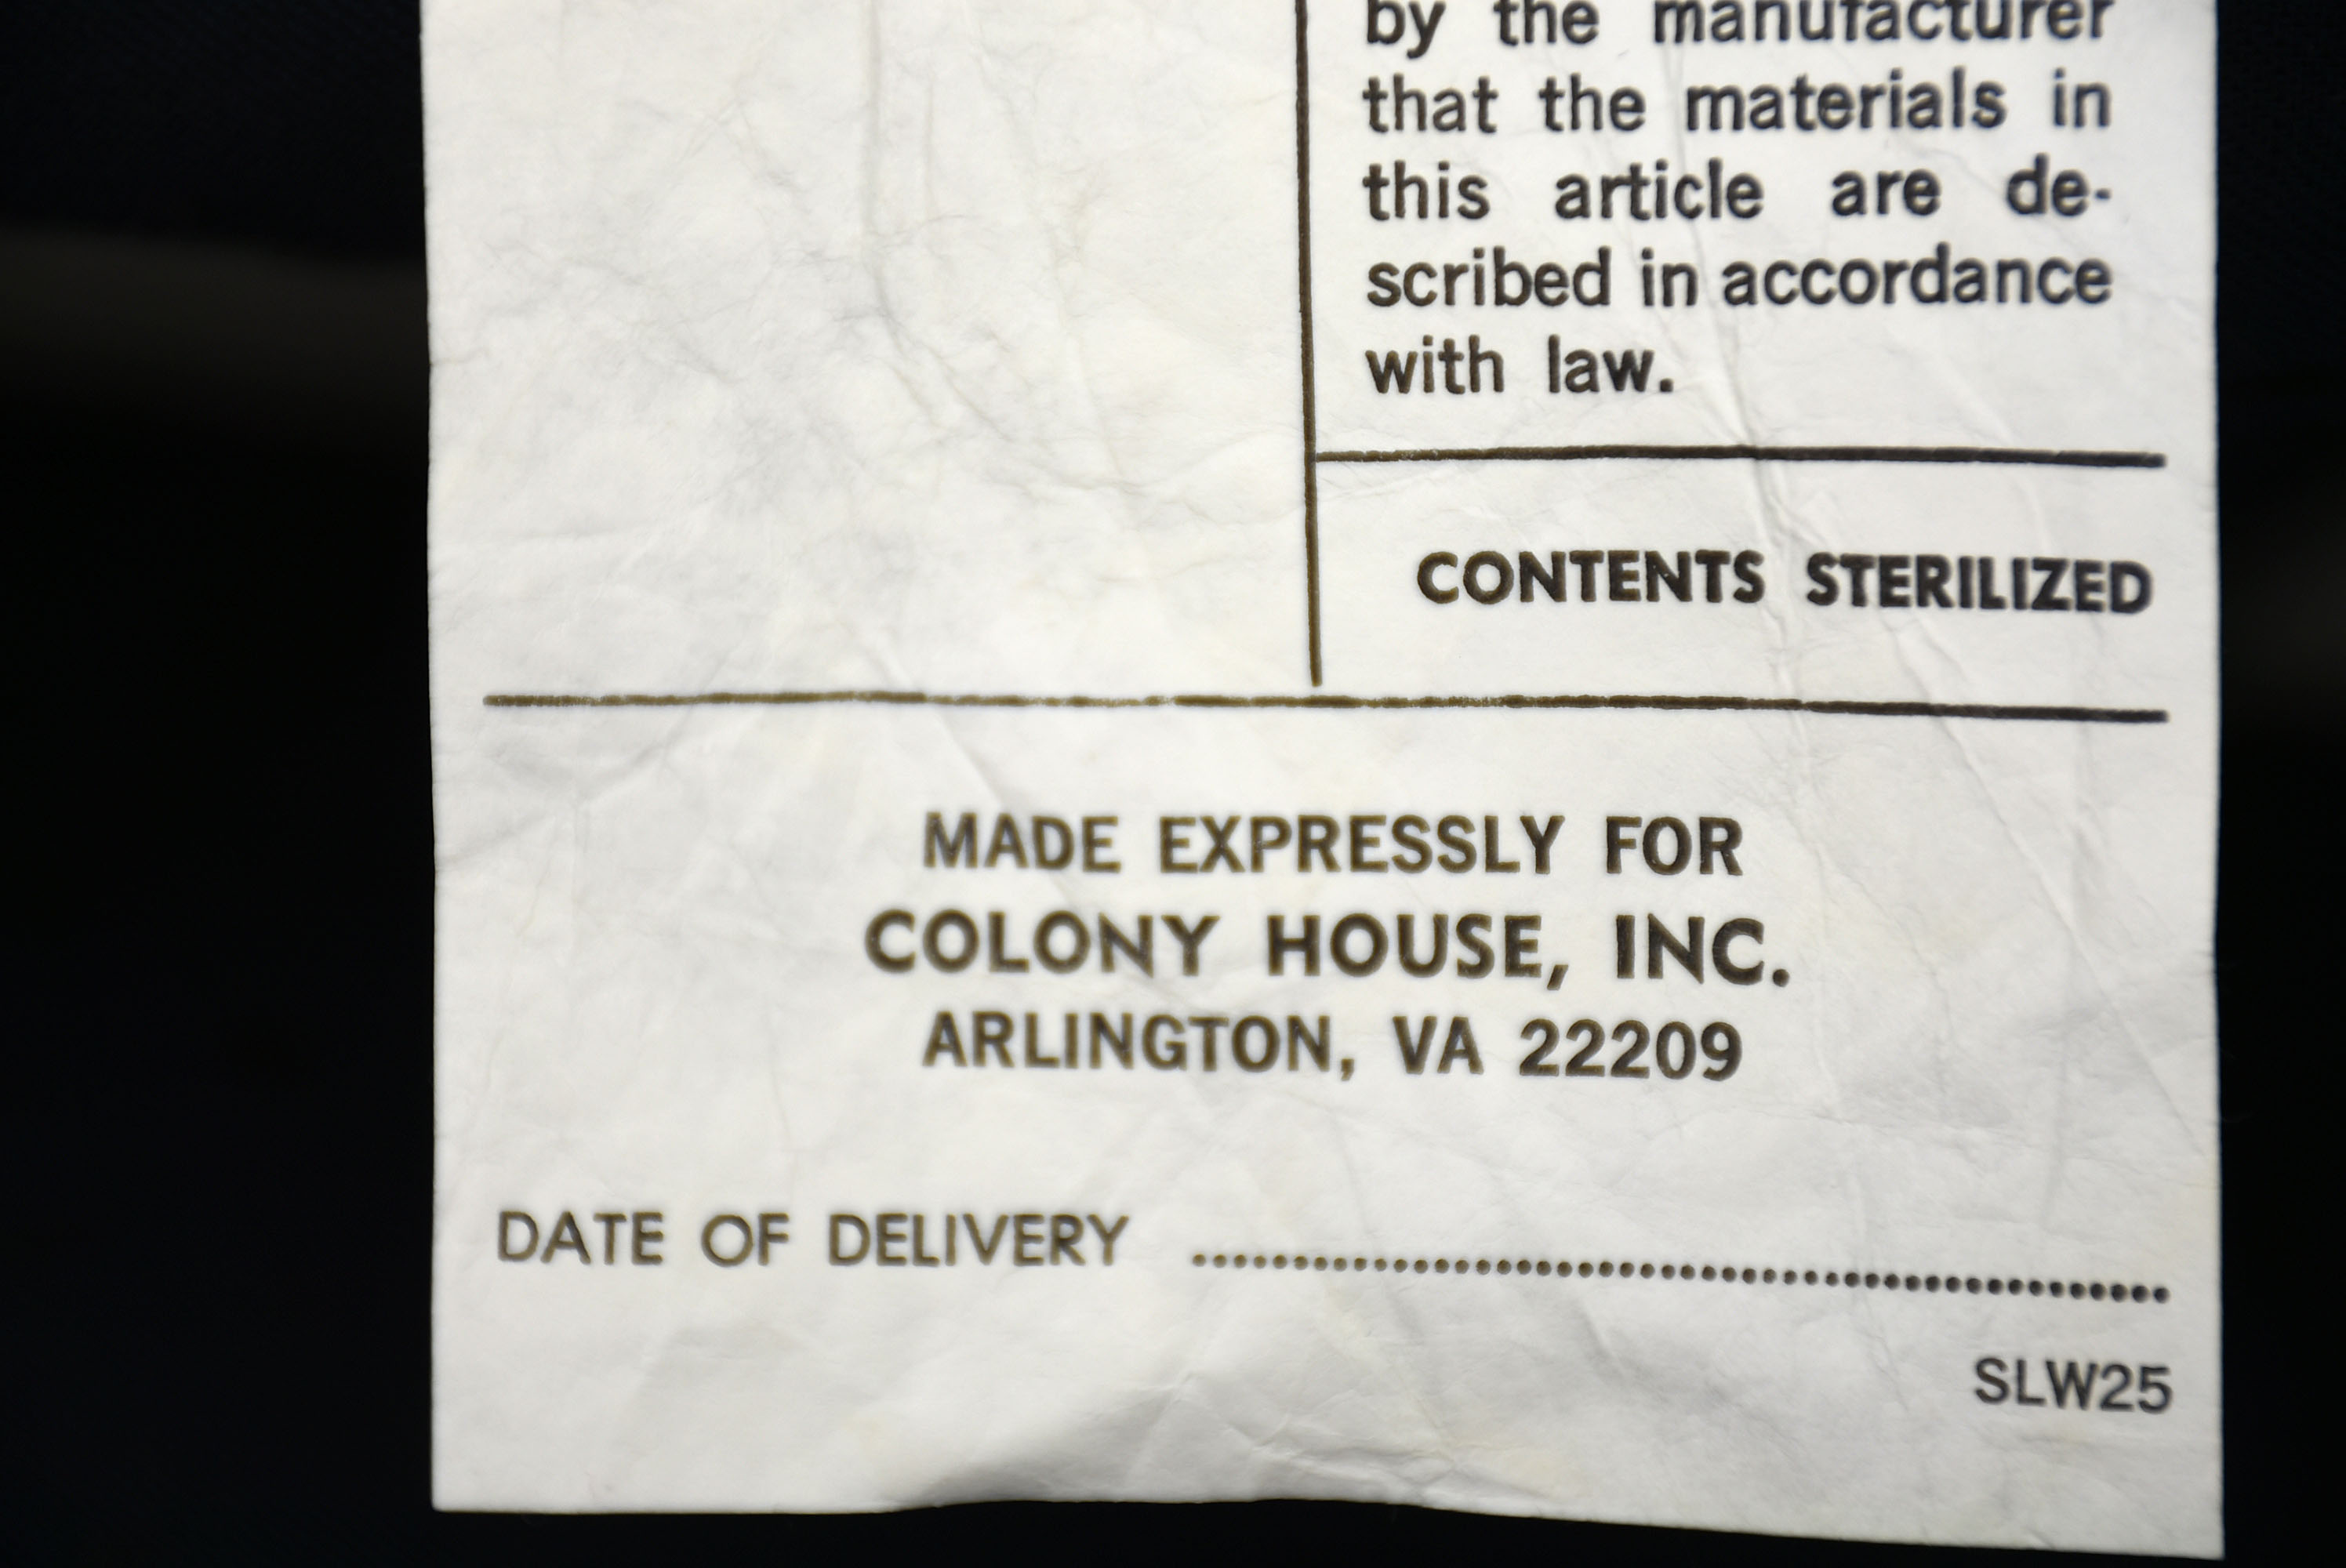 by the manufacturer
that the materials in
this article are de-
scribed in accordance
with law.
CONTENTS STERILIZED
MADE EXPRESSLY FOR
COLONY HOUSE, INC.
ARLINGTON, VA 22209
DATE OF DELIVERY ................................................
SLW25